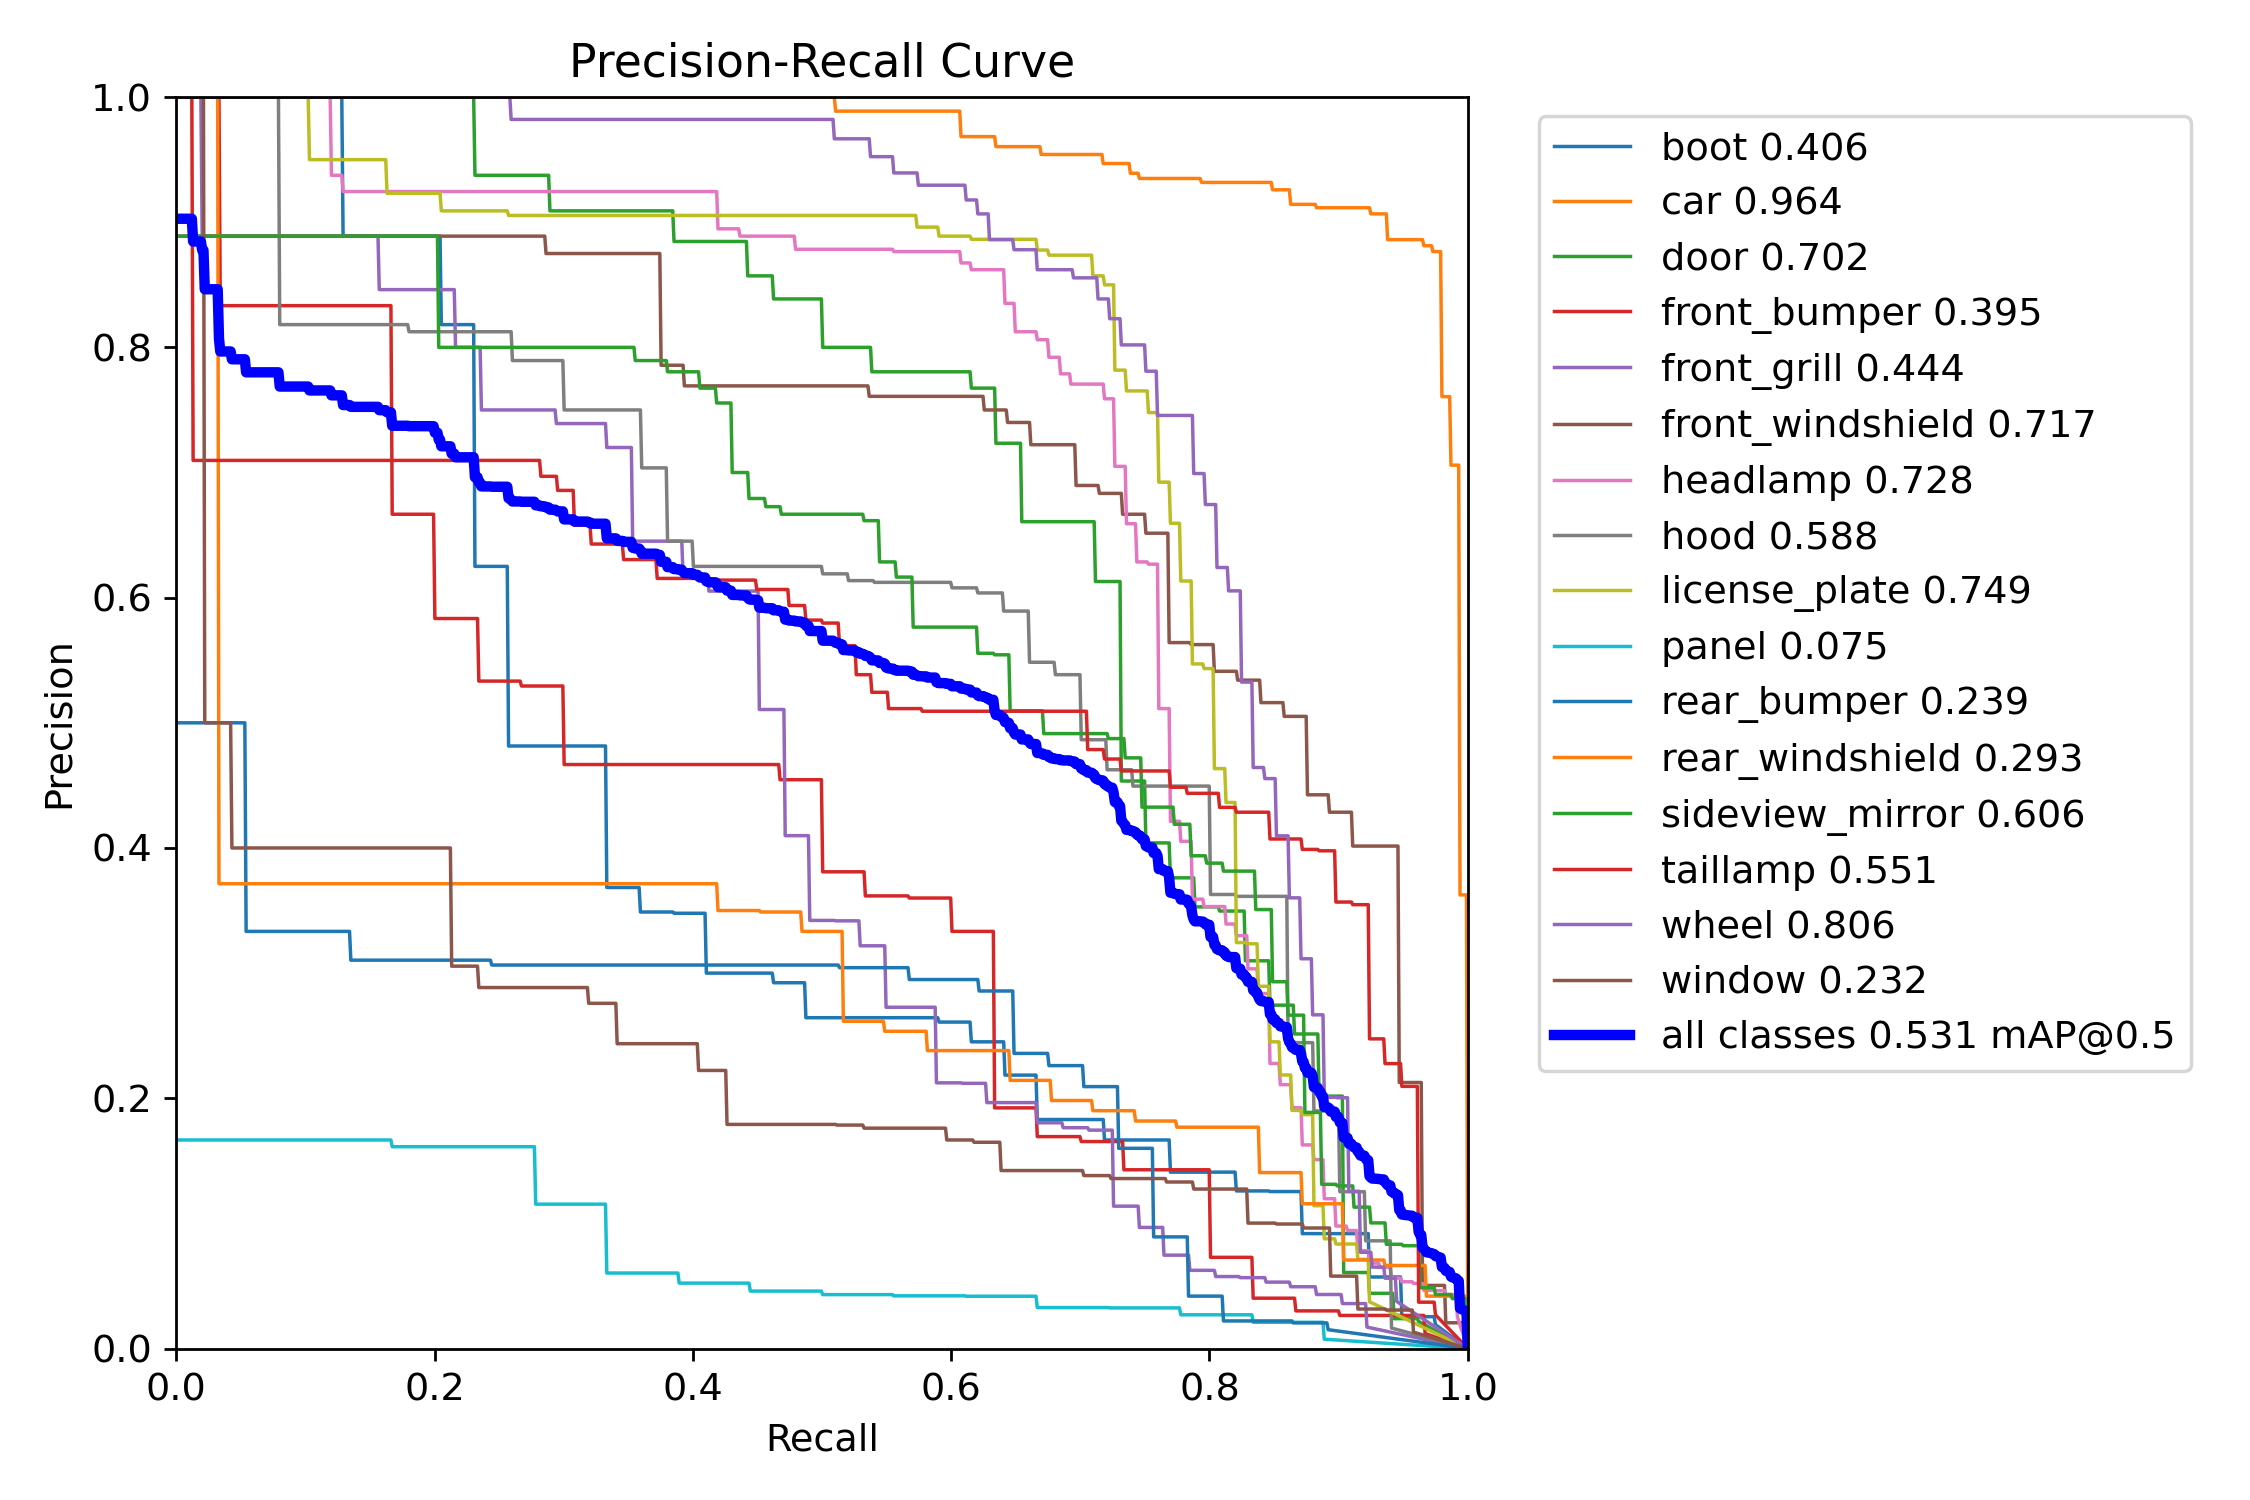 Precision-Recall Curve
1.0
0.8
0.6
0.4
0.2
0.0
Precision
0.0 0.2 0.4 0.6 0.8 1.0
Recall
boot 0.406
car 0.964
door 0.702
front_bumper 0.395
front_grill 0.444
front_windshield 0.717
headlamp 0.728
hood 0.588
license_plate 0.749
panel 0.075
rear_bumper 0.239
rear_windshield 0.293
sideview_mirror 0.606
taillamp 0.551
wheel 0.806
window 0.232
all classes 0.531 mAP@0.5